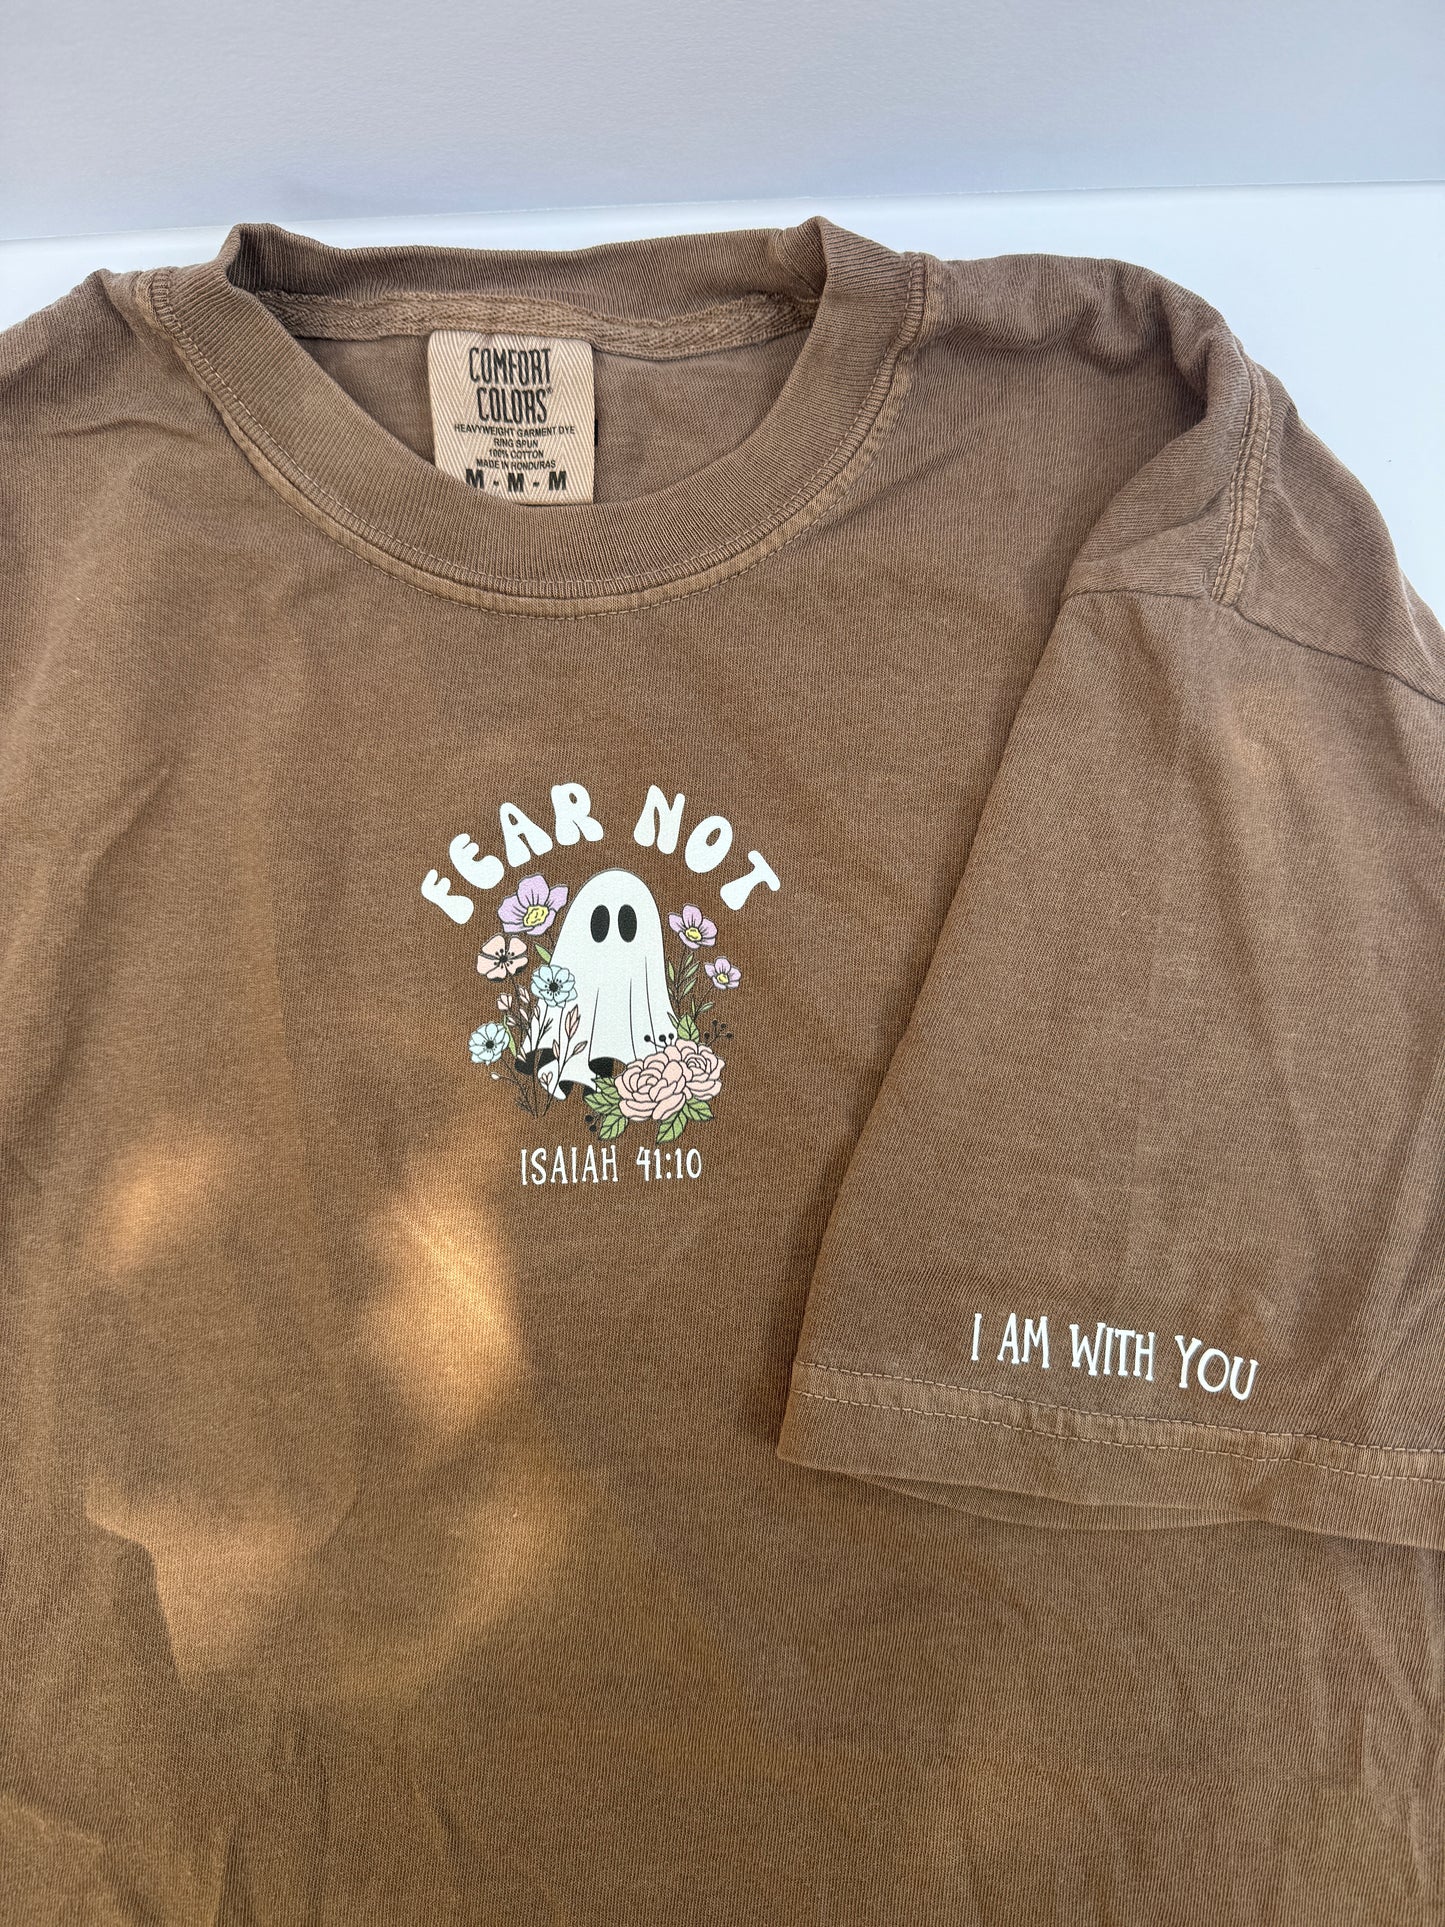 COMFORT
COLORS®
HEAVYWEIGHT GARMENT DYE
RING SPUN
100% COTTON
MADE IN HONDURAS
M - M - M
FEAR NOT
ISAIAH 41:10
I AM WITH YOU